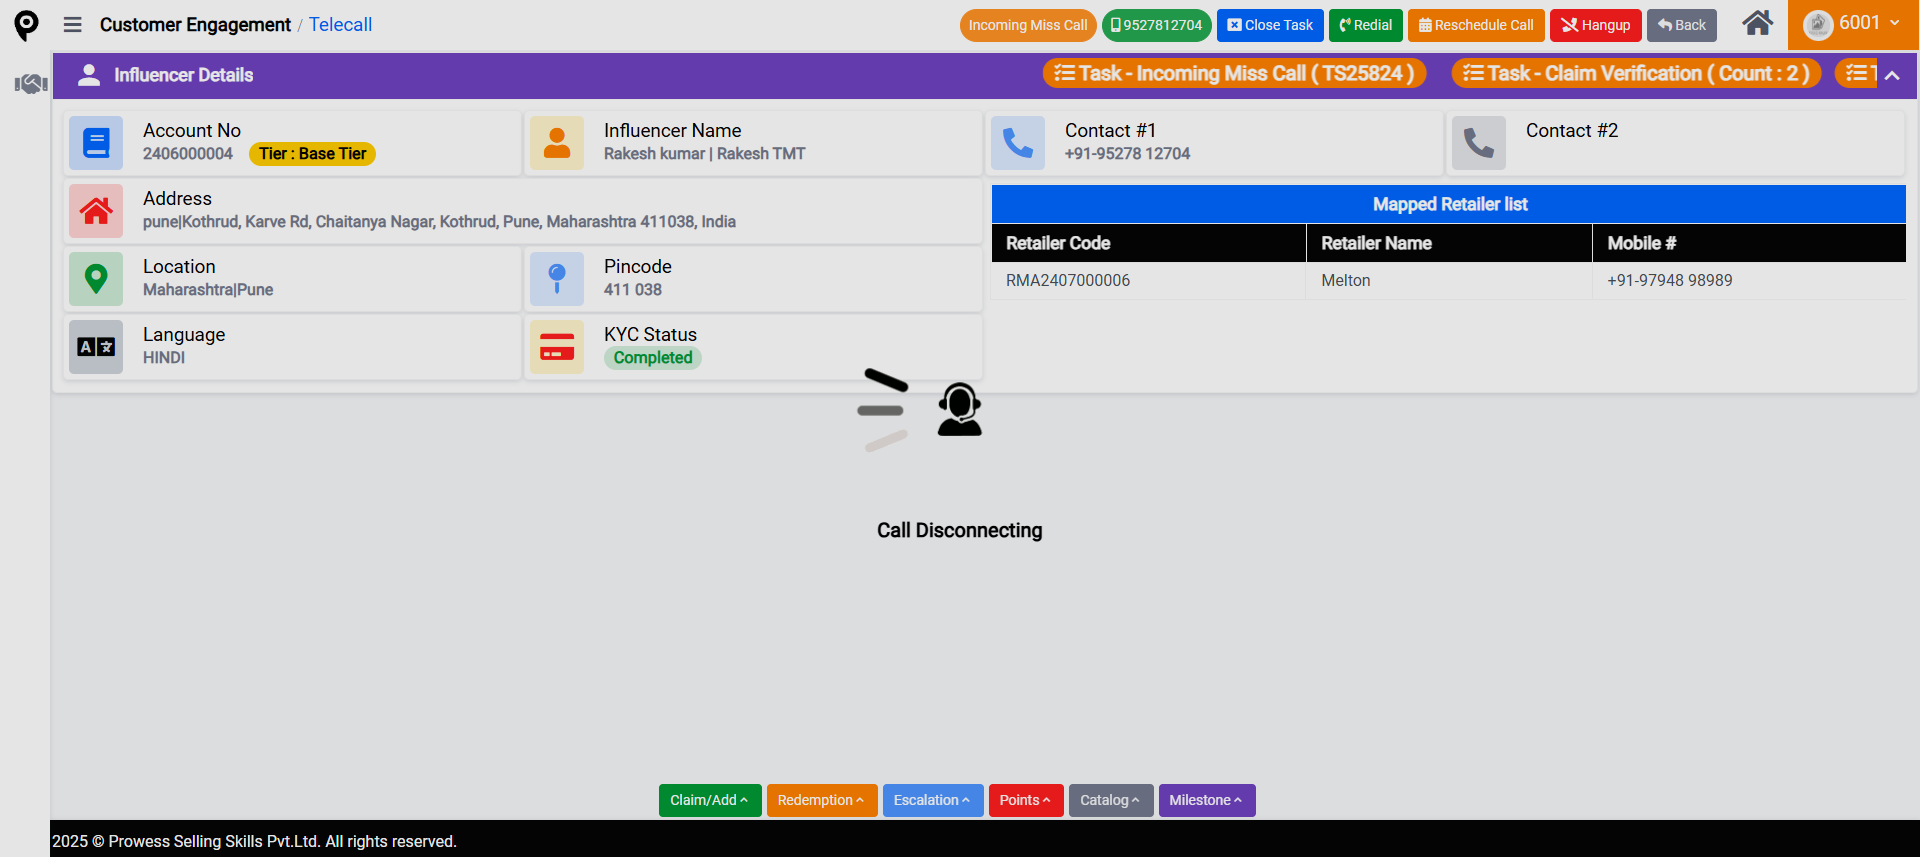 Customer Engagement / Telecall
Incoming Miss Call
9527812704
Close Task
Redial
Reschedule Call
Hangup
Back
6001
Influencer Details
Task - Incoming Miss Call ( TS25824 )
Task - Claim Verification ( Count : 2 )
Account No
2406000004
Tier : Base Tier
Influencer Name
Rakesh kumar | Rakesh TMT
Contact #1
+91-95278 12704
Contact #2
Address
pune|Kothrud, Karve Rd, Chaitanya Nagar, Kothrud, Pune, Maharashtra 411038, India
Mapped Retailer list
Retailer Code
Retailer Name
Mobile #
RMA2407000006
Melton
+91-97948 98989
Location
Maharashtra|Pune
Pincode
411 038
Language
HINDI
KYC Status
Completed
Call Disconnecting
Claim/Add
Redemption
Escalation
Points
Catalog
Milestone
2025 © Prowess Selling Skills Pvt.Ltd. All rights reserved.